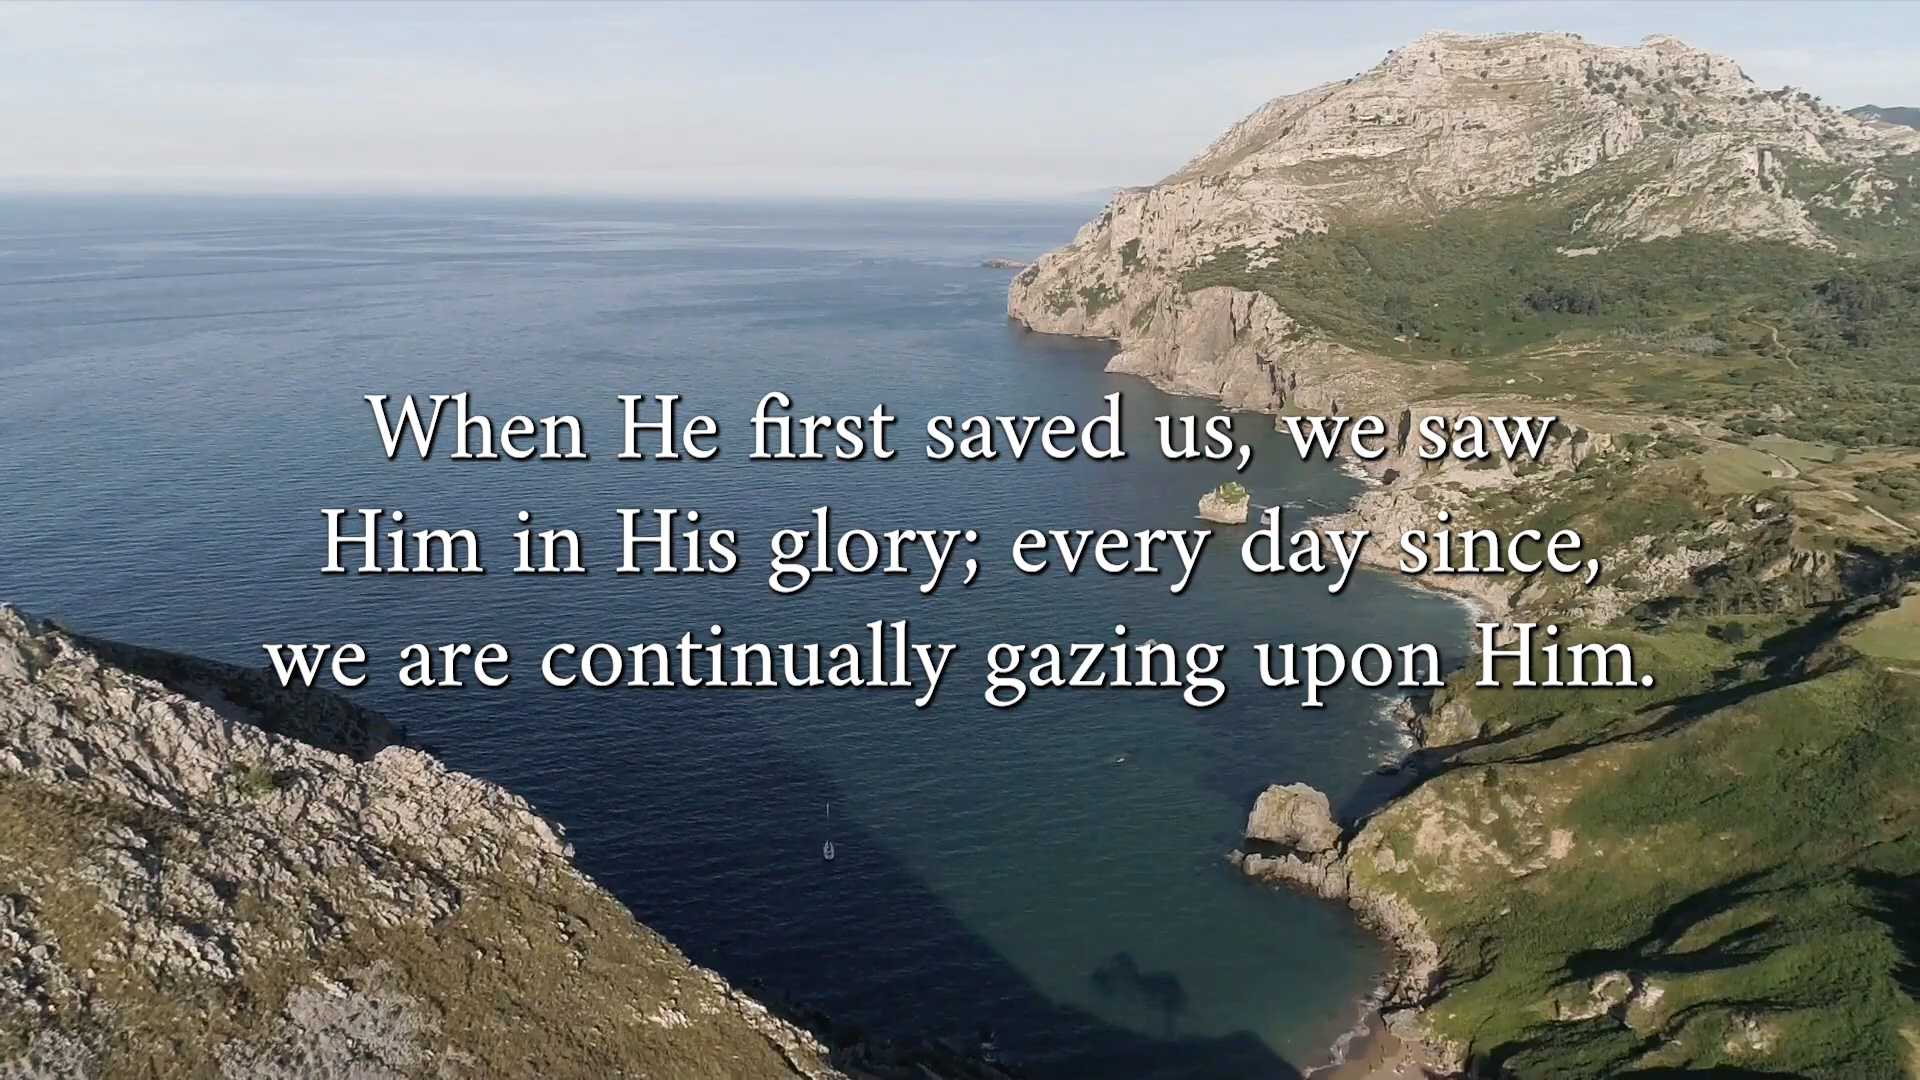 When He first saved us, we saw
Him in His glory; every day since,
we are continually gazing upon Him.